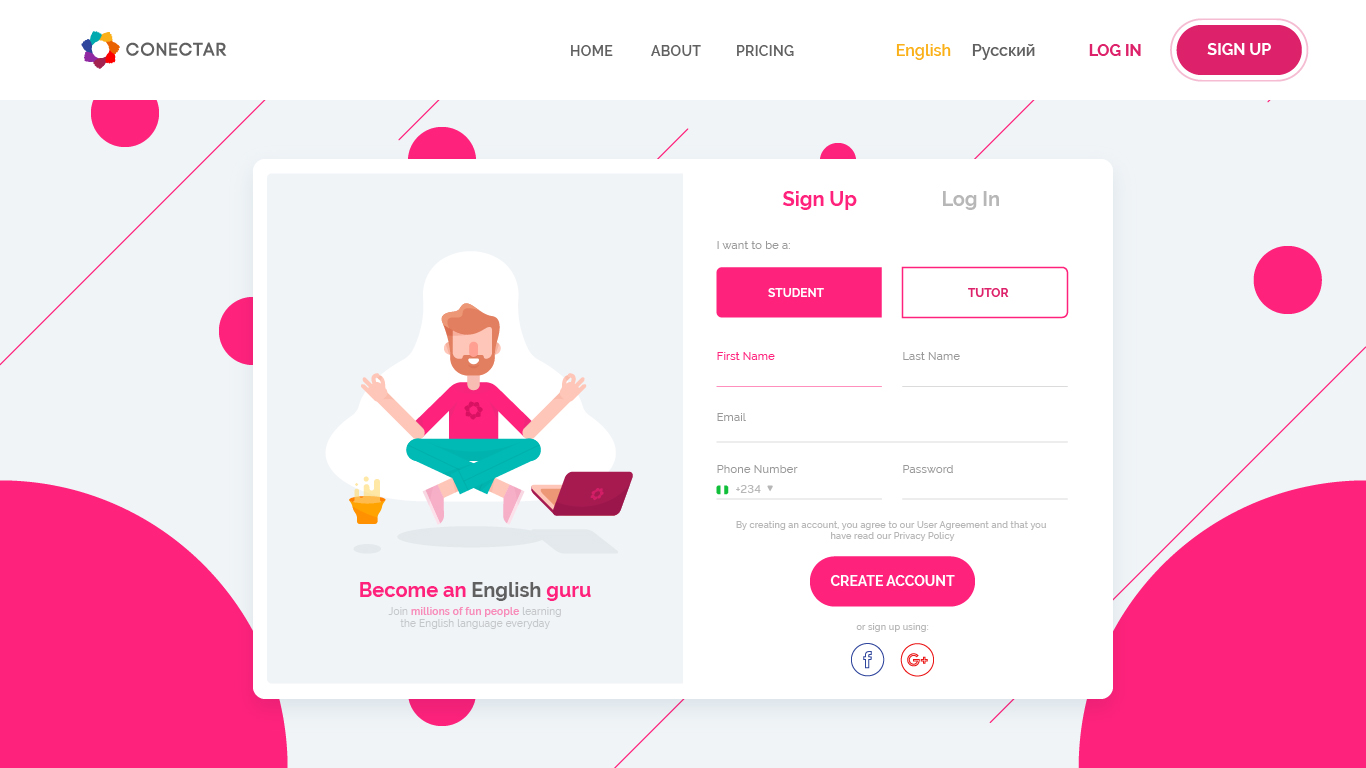 CONECTAR
HOME ABOUT PRICING English Русский LOG IN SIGN UP
Sign Up Log In
I want to be a:
STUDENT TUTOR
First Name Last Name
Email
Phone Number Password
+234
By creating an account, you agree to our User Agreement and that you
have read our Privacy Policy
CREATE ACCOUNT
or sign up using:
f G+
Become an English guru
Join millions of fun people learning
the English language everyday